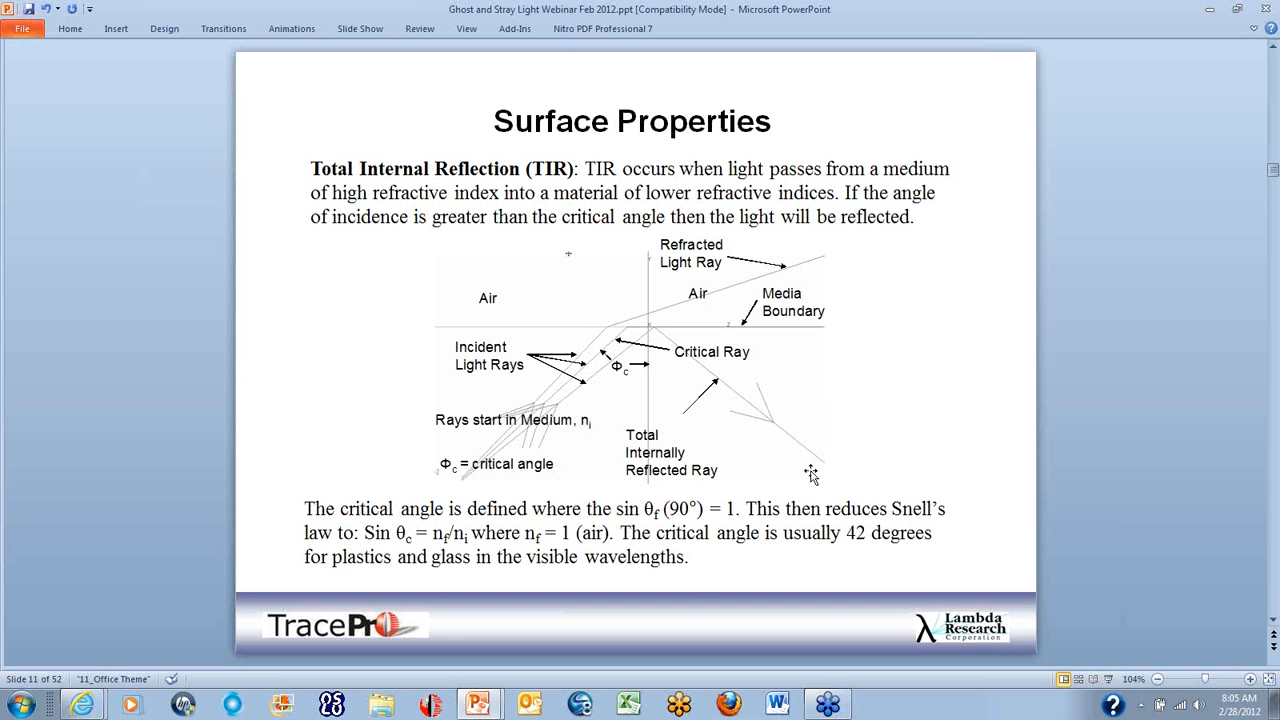 Ghost and Stray Light Webinar Feb 2012.ppt [Compatibility Mode] - Microsoft PowerPoint
File Home Insert Design Transitions Animations Slide Show Review View Add-Ins Nitro PDF Professional 7
Surface Properties
Total Internal Reflection (TIR): TIR occurs when light passes from a medium
of high refractive index into a material of lower refractive indices. If the angle
of incidence is greater than the critical angle then the light will be reflected.
Refracted
Light Ray
Air
Air
Media
Boundary
Incident
Light Rays
Critical Ray
Φc
Rays start in Medium, ni
Φc = critical angle
Total
Internally
Reflected Ray
The critical angle is defined where the sin θf (90°) = 1. This then reduces Snell's
law to: Sin θc = nf/ni where nf = 1 (air). The critical angle is usually 42 degrees
for plastics and glass in the visible wavelengths.
TracePro
Lambda
Research
Corporation
Slide 11 of 52 "11_Office Theme" 104%
8:05 AM
2/28/2012